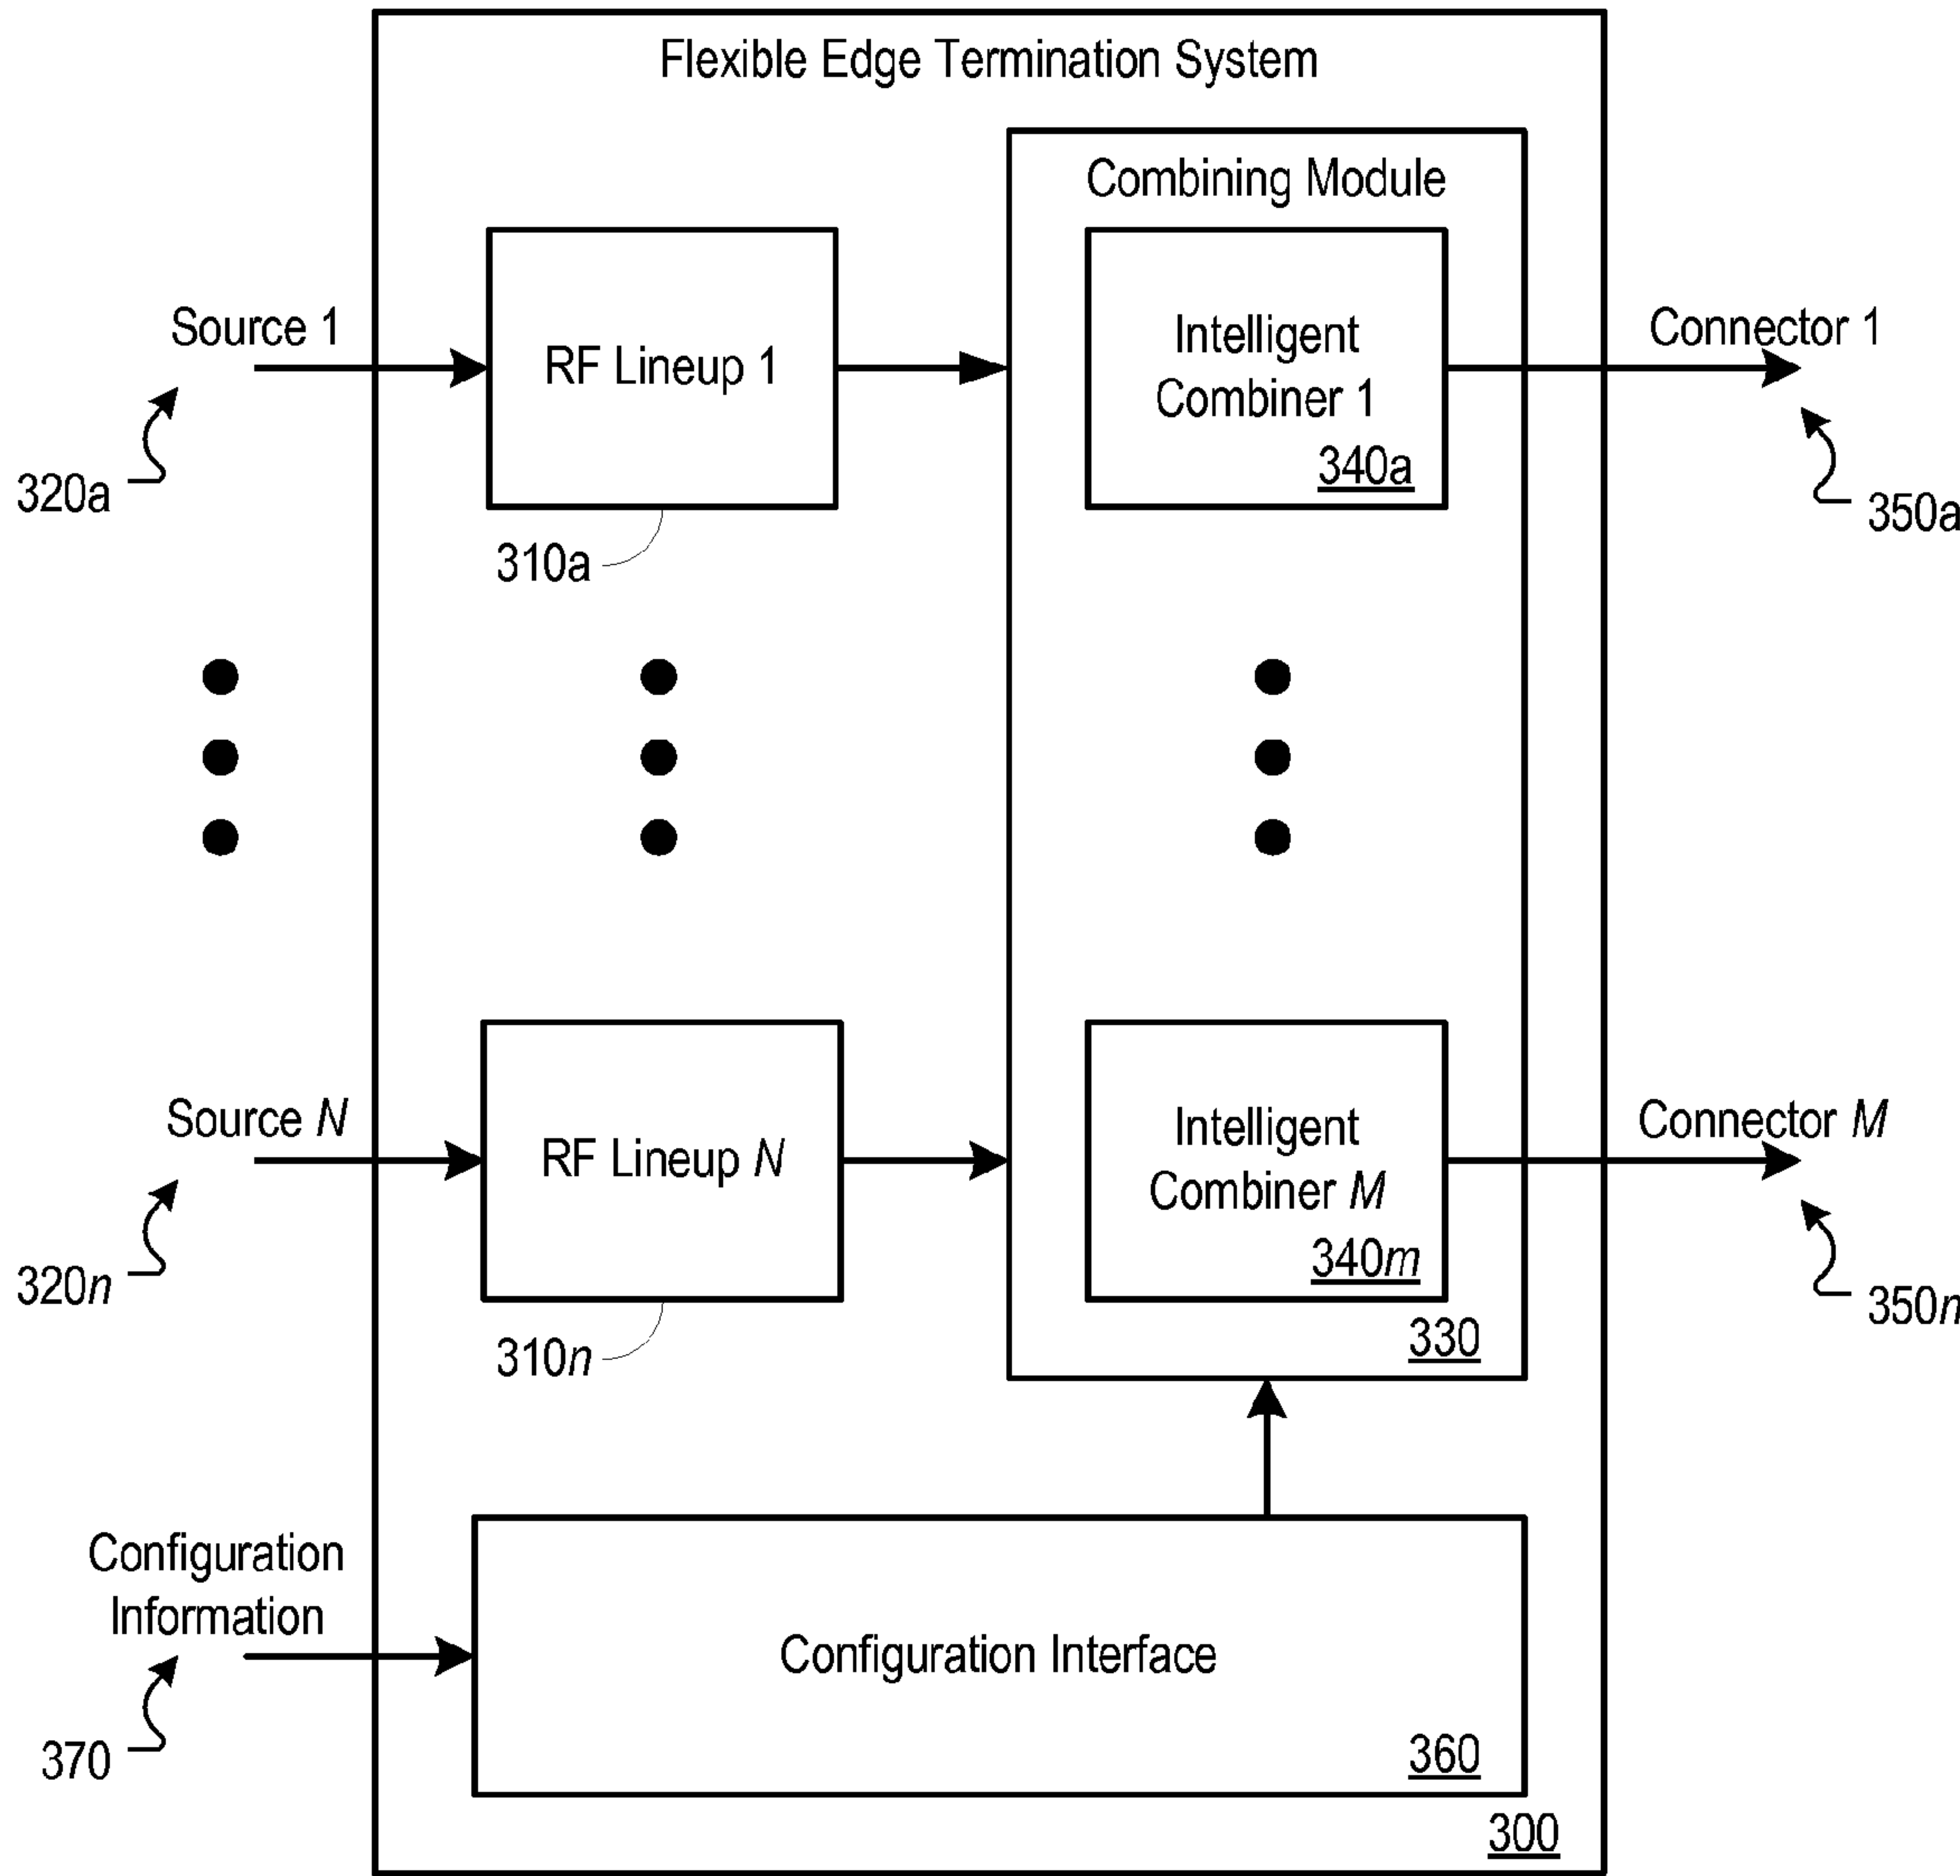 Flexible Edge Termination System
Combining Module
Source 1
RF Lineup 1
Intelligent
Combiner 1
340a
Connector 1
320a
310a
350a
Source N
RF Lineup N
Intelligent
Combiner M
340m
Connector M
320n
310n
330
350n
Configuration
Information
Configuration Interface
370
360
300